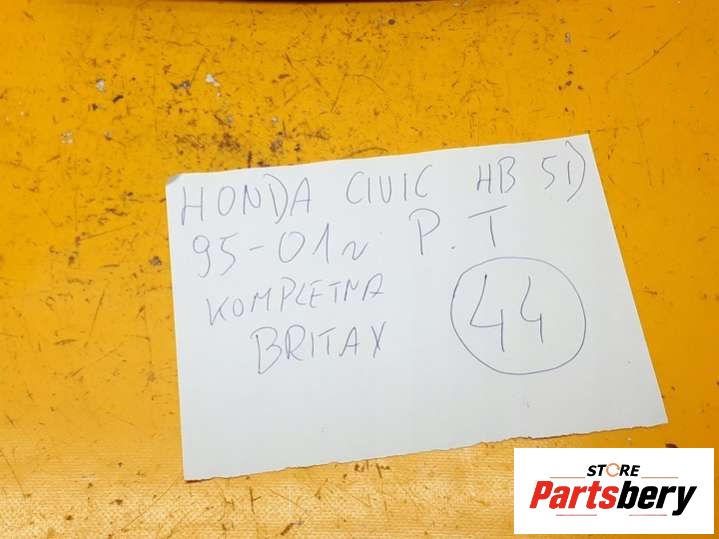 HONDA CIVIC HB 5D
95-01r P.T
KOMPLETNA
BRITAX
44
STORE
Partsbery